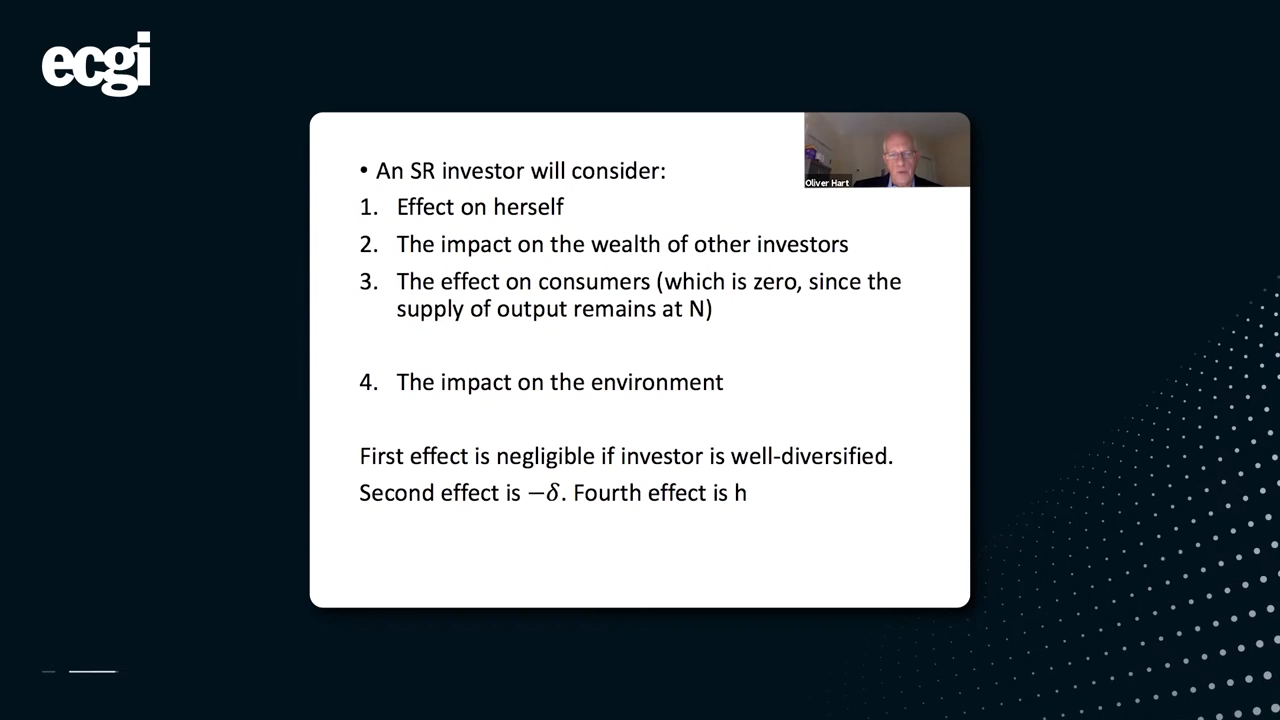 ecgi
Oliver Hart
• An SR investor will consider:
1. Effect on herself
2. The impact on the wealth of other investors
3. The effect on consumers (which is zero, since the
supply of output remains at N)
4. The impact on the environment
First effect is negligible if investor is well-diversified.
Second effect is −δ. Fourth effect is h